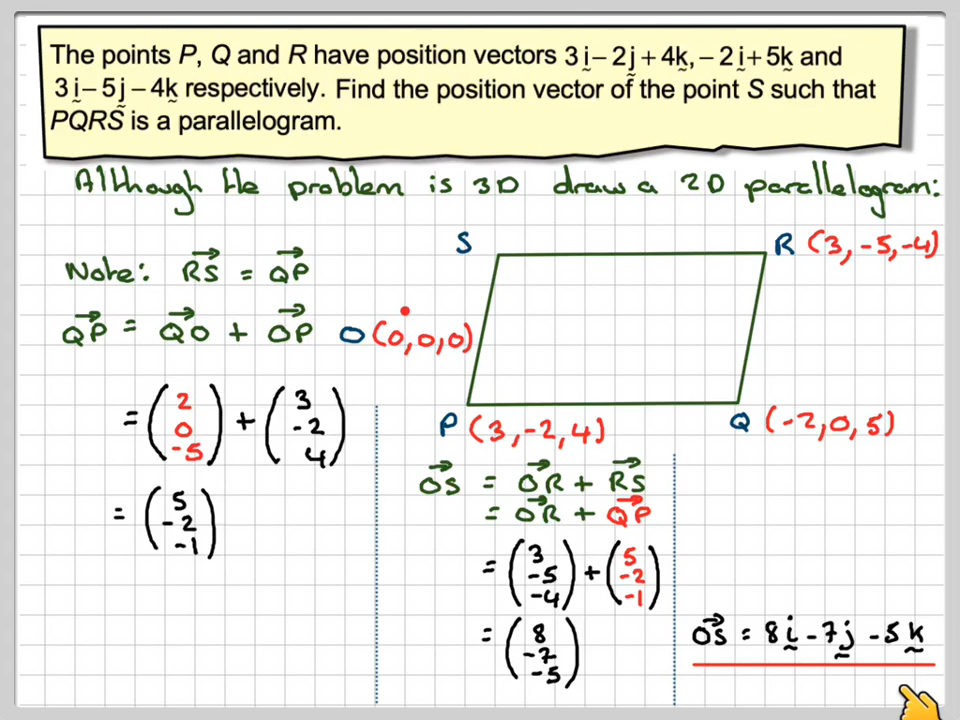 The points P, Q and R have position vectors 3i – 2j + 4k, – 2i + 5k and
3i – 5j – 4k respectively. Find the position vector of the point S such that
PQRS is a parallelogram.
Although the problem is 3D draw a 2D parallelogram:
Note: RS⃗ = QP⃗
QP⃗ = QO⃗ + OP⃗
= (2 0 -5) + (3 -2 4)
= (5 -2 -1)
S
R (3, -5, -4)
O (0, 0, 0)
P (3, -2, 4)
Q (-2, 0, 5)
OS⃗ = OR⃗ + RS⃗
= OR⃗ + QP⃗
= (3 -5 -4) + (5 -2 -1)
= (8 -7 -5)
OS⃗ = 8i - 7j - 5k